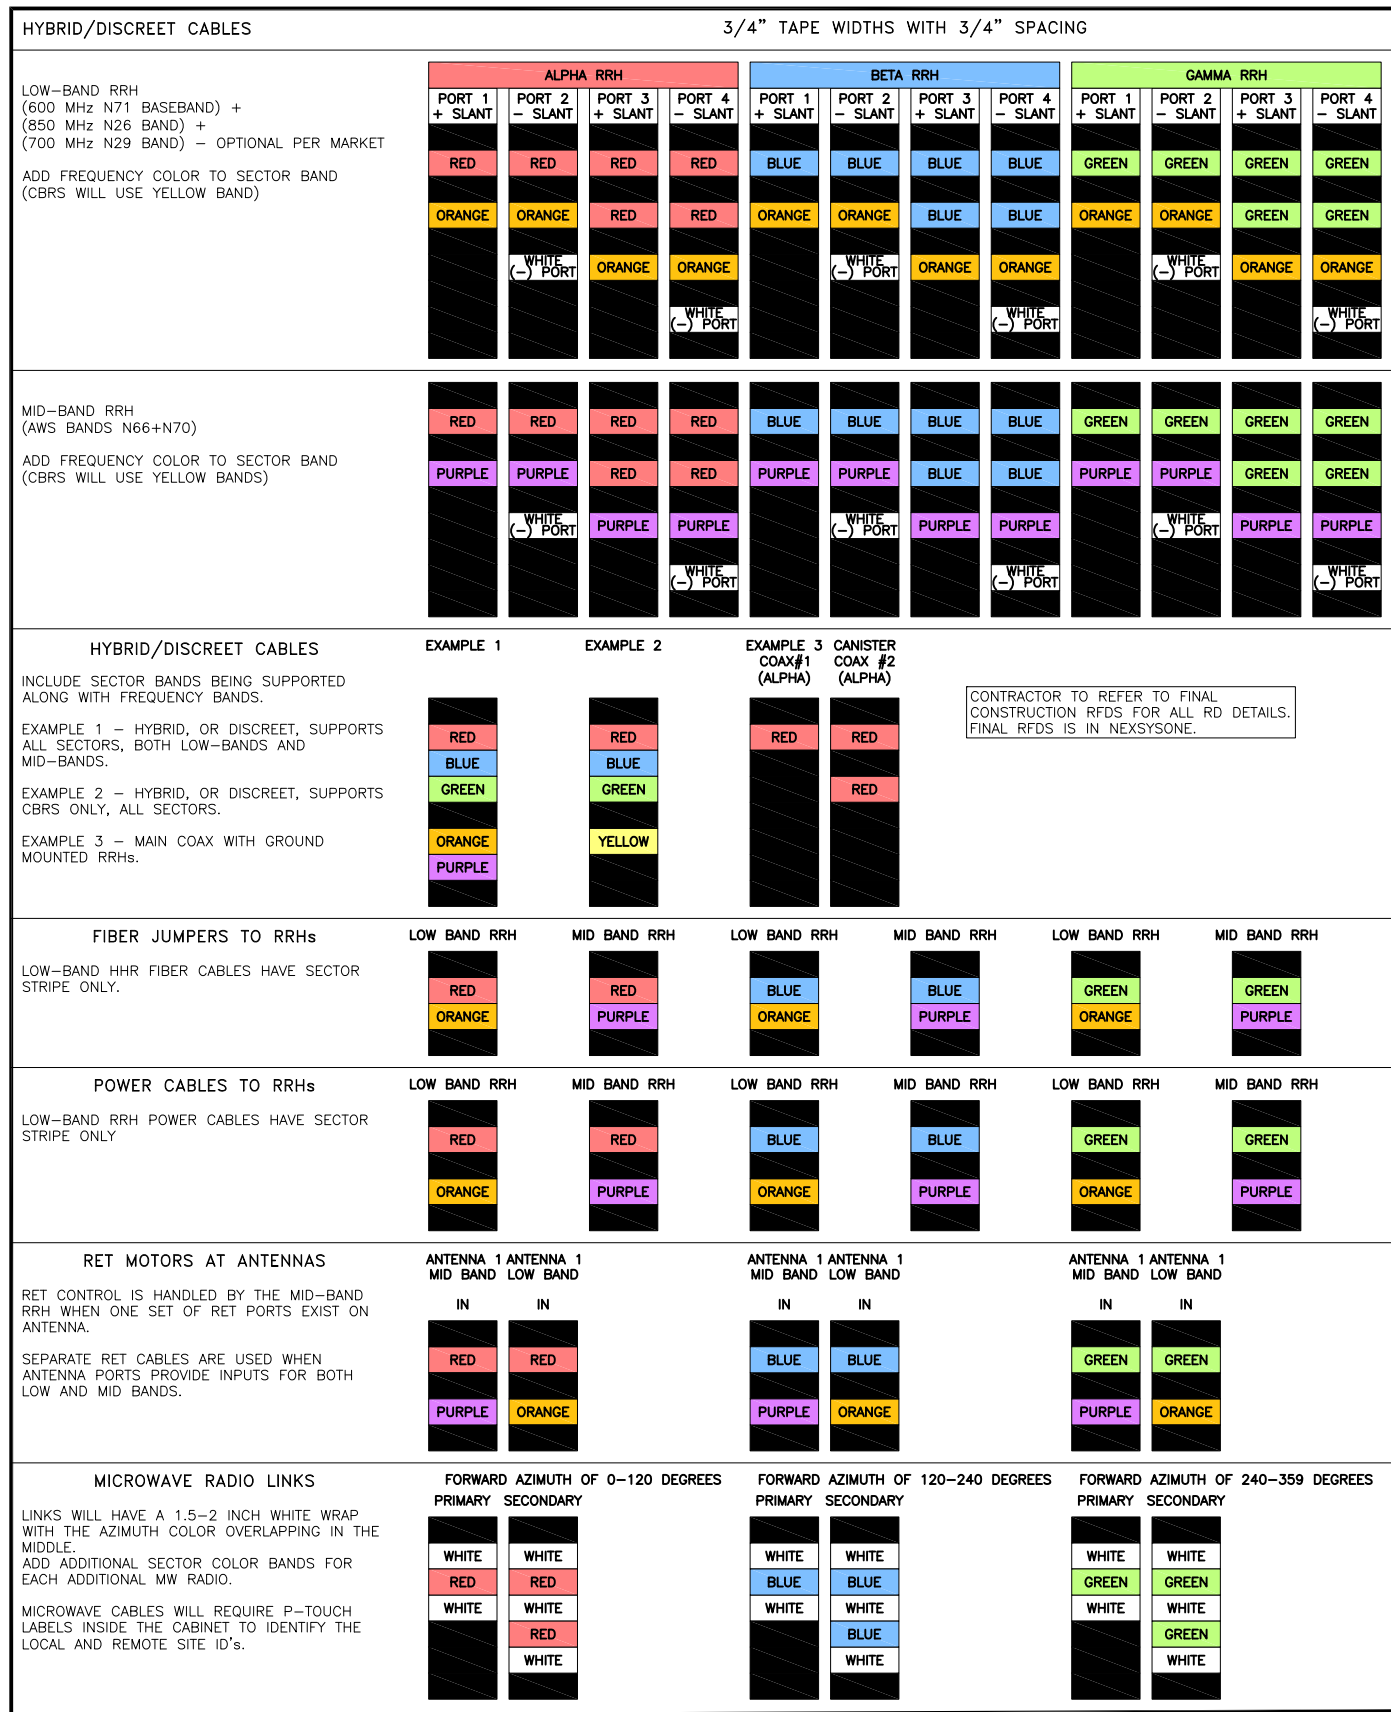 HYBRID/DISCREET CABLES 3/4" TAPE WIDTHS WITH 3/4" SPACING
ALPHA RRH BETA RRH GAMMA RRH
LOW-BAND RRH
(600 MHz N71 BASEBAND) +
(850 MHz N26 BAND) +
(700 MHz N29 BAND) - OPTIONAL PER MARKET
ADD FREQUENCY COLOR TO SECTOR BAND
(CBRS WILL USE YELLOW BAND)
PORT 1 PORT 2 PORT 3 PORT 4 PORT 1 PORT 2 PORT 3 PORT 4 PORT 1 PORT 2 PORT 3 PORT 4
+ SLANT - SLANT + SLANT - SLANT + SLANT - SLANT + SLANT - SLANT + SLANT - SLANT + SLANT - SLANT
RED RED RED RED BLUE BLUE BLUE BLUE GREEN GREEN GREEN GREEN
ORANGE ORANGE RED RED ORANGE ORANGE BLUE BLUE ORANGE ORANGE GREEN GREEN
WHITE (-) PORT ORANGE ORANGE WHITE (-) PORT ORANGE ORANGE WHITE (-) PORT ORANGE ORANGE
WHITE (-) PORT WHITE (-) PORT WHITE (-) PORT
MID-BAND RRH
(AWS BANDS N66+N70)
ADD FREQUENCY COLOR TO SECTOR BAND
(CBRS WILL USE YELLOW BANDS)
RED RED RED RED BLUE BLUE BLUE BLUE GREEN GREEN GREEN GREEN
PURPLE PURPLE RED RED PURPLE PURPLE BLUE BLUE PURPLE PURPLE GREEN GREEN
WHITE (-) PORT PURPLE PURPLE WHITE (-) PORT PURPLE PURPLE WHITE (-) PORT PURPLE PURPLE
WHITE (-) PORT WHITE (-) PORT WHITE (-) PORT
HYBRID/DISCREET CABLES
INCLUDE SECTOR BANDS BEING SUPPORTED
ALONG WITH FREQUENCY BANDS.
EXAMPLE 1 - HYBRID, OR DISCREET, SUPPORTS
ALL SECTORS, BOTH LOW-BANDS AND
MID-BANDS.
EXAMPLE 2 - HYBRID, OR DISCREET, SUPPORTS
CBRS ONLY, ALL SECTORS.
EXAMPLE 3 - MAIN COAX WITH GROUND
MOUNTED RRHs.
EXAMPLE 1 EXAMPLE 2 EXAMPLE 3 CANISTER
COAX#1 COAX #2
(ALPHA) (ALPHA)
RED RED RED RED
BLUE BLUE
GREEN GREEN RED
ORANGE YELLOW
PURPLE
CONTRACTOR TO REFER TO FINAL
CONSTRUCTION RFDS FOR ALL RD DETAILS.
FINAL RFDS IS IN NEXSYSONE.
FIBER JUMPERS TO RRHs
LOW-BAND HHR FIBER CABLES HAVE SECTOR
STRIPE ONLY.
LOW BAND RRH MID BAND RRH LOW BAND RRH MID BAND RRH LOW BAND RRH MID BAND RRH
RED RED BLUE BLUE GREEN GREEN
ORANGE PURPLE ORANGE PURPLE ORANGE PURPLE
POWER CABLES TO RRHs
LOW-BAND RRH POWER CABLES HAVE SECTOR
STRIPE ONLY
LOW BAND RRH MID BAND RRH LOW BAND RRH MID BAND RRH LOW BAND RRH MID BAND RRH
RED RED BLUE BLUE GREEN GREEN
ORANGE PURPLE ORANGE PURPLE ORANGE PURPLE
RET MOTORS AT ANTENNAS
RET CONTROL IS HANDLED BY THE MID-BAND
RRH WHEN ONE SET OF RET PORTS EXIST ON
ANTENNA.
SEPARATE RET CABLES ARE USED WHEN
ANTENNA PORTS PROVIDE INPUTS FOR BOTH
LOW AND MID BANDS.
ANTENNA 1 ANTENNA 1 ANTENNA 1 ANTENNA 1 ANTENNA 1 ANTENNA 1
MID BAND LOW BAND MID BAND LOW BAND MID BAND LOW BAND
IN IN IN IN IN IN
RED RED BLUE BLUE GREEN GREEN
PURPLE ORANGE PURPLE ORANGE PURPLE ORANGE
MICROWAVE RADIO LINKS
LINKS WILL HAVE A 1.5-2 INCH WHITE WRAP
WITH THE AZIMUTH COLOR OVERLAPPING IN THE
MIDDLE.
ADD ADDITIONAL SECTOR COLOR BANDS FOR
EACH ADDITIONAL MW RADIO.
MICROWAVE CABLES WILL REQUIRE P-TOUCH
LABELS INSIDE THE CABINET TO IDENTIFY THE
LOCAL AND REMOTE SITE ID's.
FORWARD AZIMUTH OF 0-120 DEGREES FORWARD AZIMUTH OF 120-240 DEGREES FORWARD AZIMUTH OF 240-359 DEGREES
PRIMARY SECONDARY PRIMARY SECONDARY PRIMARY SECONDARY
WHITE WHITE WHITE WHITE WHITE WHITE
RED RED BLUE BLUE GREEN GREEN
WHITE WHITE WHITE WHITE WHITE WHITE
RED BLUE GREEN
WHITE WHITE WHITE